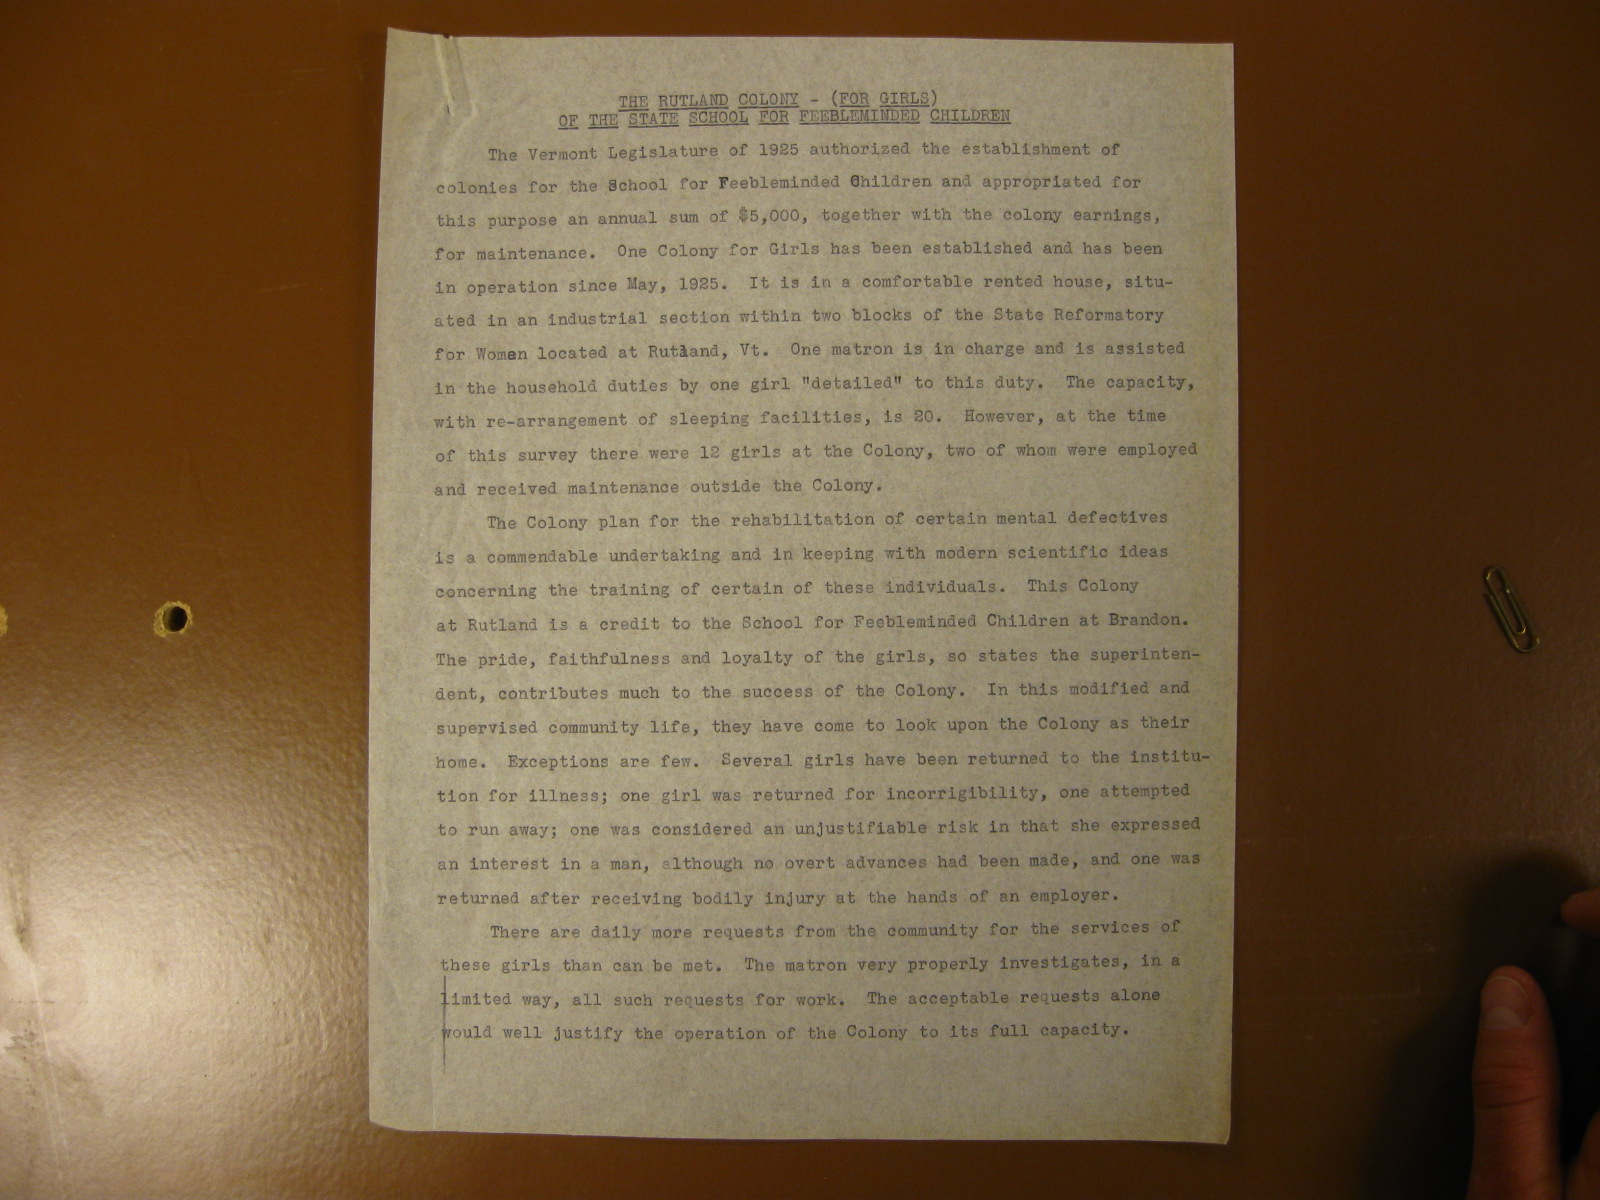 THE RUTLAND COLONY - (FOR GIRLS)
OF THE STATE SCHOOL FOR FEEBLEMINDED CHILDREN
The Vermont Legislature of 1925 authorized the establishment of
colonies for the School for Feebleminded Children and appropriated for
this purpose an annual sum of $5,000, together with the colony earnings,
for maintenance. One Colony for Girls has been established and has been
in operation since May, 1925. It is in a comfortable rented house, situ-
ated in an industrial section within two blocks of the State Reformatory
for Women located at Rutland, Vt. One matron is in charge and is assisted
in the household duties by one girl "detailed" to this duty. The capacity,
with re-arrangement of sleeping facilities, is 20. However, at the time
of this survey there were 12 girls at the Colony, two of whom were employed
and received maintenance outside the Colony.
The Colony plan for the rehabilitation of certain mental defectives
is a commendable undertaking and in keeping with modern scientific ideas
concerning the training of certain of these individuals. This Colony
at Rutland is a credit to the School for Feebleminded Children at Brandon.
The pride, faithfulness and loyalty of the girls, so states the superinten-
dent, contributes much to the success of the Colony. In this modified and
supervised community life, they have come to look upon the Colony as their
home. Exceptions are few. Several girls have been returned to the institu-
tion for illness; one girl was returned for incorrigibility, one attempted
to run away; one was considered an unjustifiable risk in that she expressed
an interest in a man, although no overt advances had been made, and one was
returned after receiving bodily injury at the hands of an employer.
There are daily more requests from the community for the services of
these girls than can be met. The matron very properly investigates, in a
limited way, all such requests for work. The acceptable requests alone
would well justify the operation of the Colony to its full capacity.